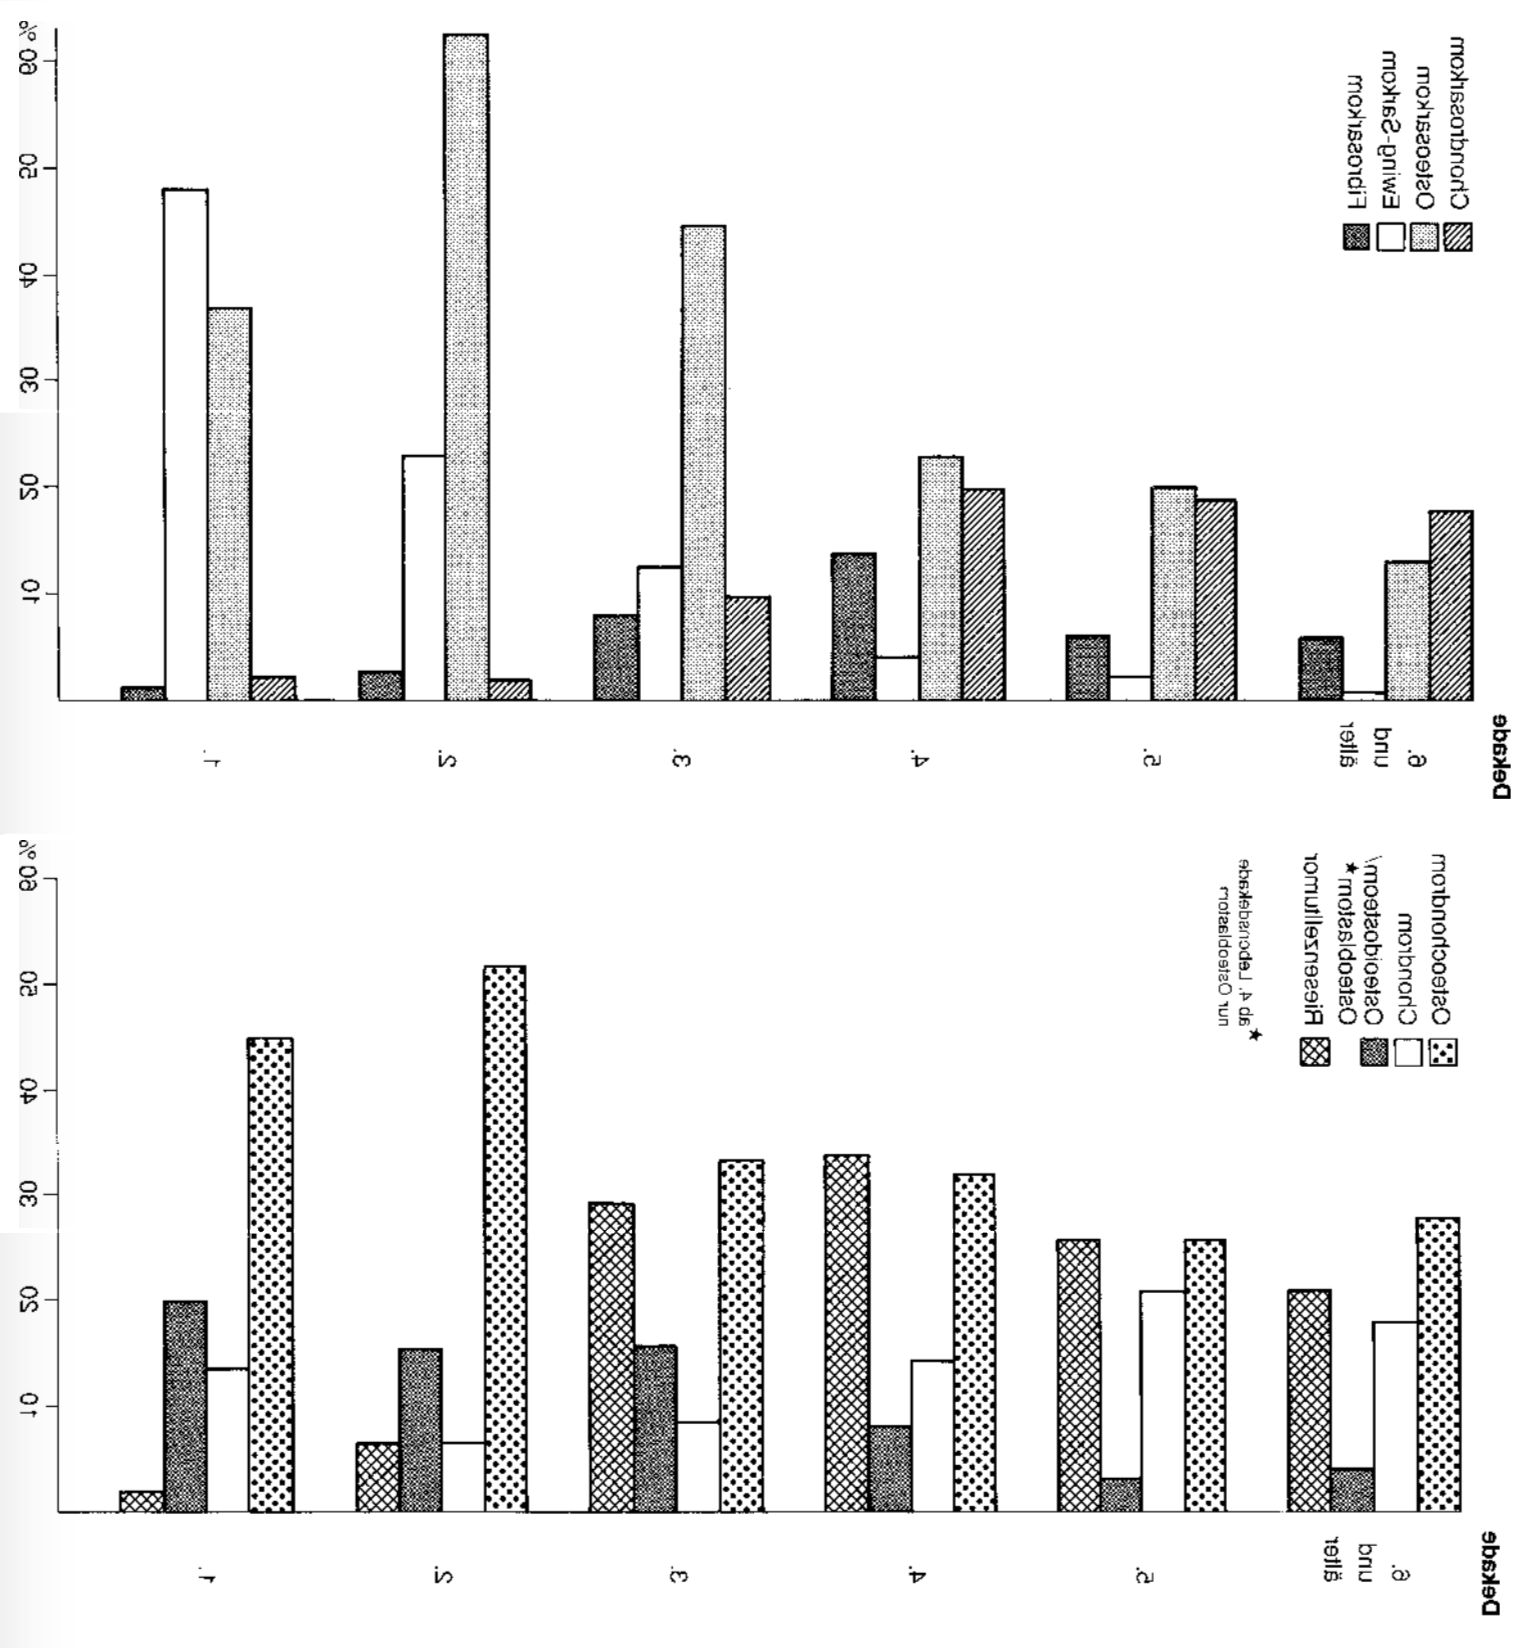 %
60
50
40
30
20
10
Fibrosarkom
Ewing-Sarkom
Osteosarkom
Chondrosarkom
1.
2.
3.
4.
5.
6.
und
älter
Dekade
%
60
50
40
30
20
10
★
ab 4. Lebensdekade
nur Osteoblastom
Riesenzelltumor
Osteoidosteom/
Osteoblastom ★
Chondrom
Osteochondrom
1.
2.
3.
4.
5.
6.
und
älter
Dekade